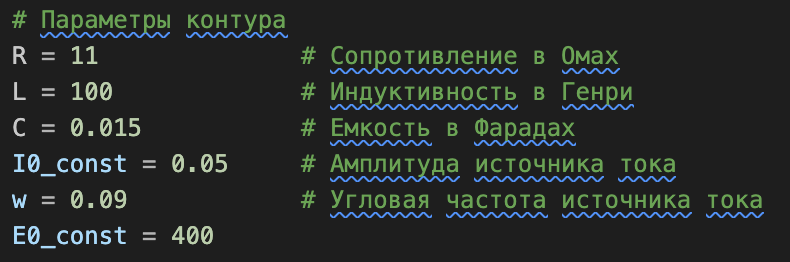 # Параметры контура
R = 11 # Сопротивление в Омах
L = 100 # Индуктивность в Генри
C = 0.015 # Емкость в Фарадах
I0_const = 0.05 # Амплитуда источника тока
w = 0.09 # Угловая частота источника тока
E0_const = 400